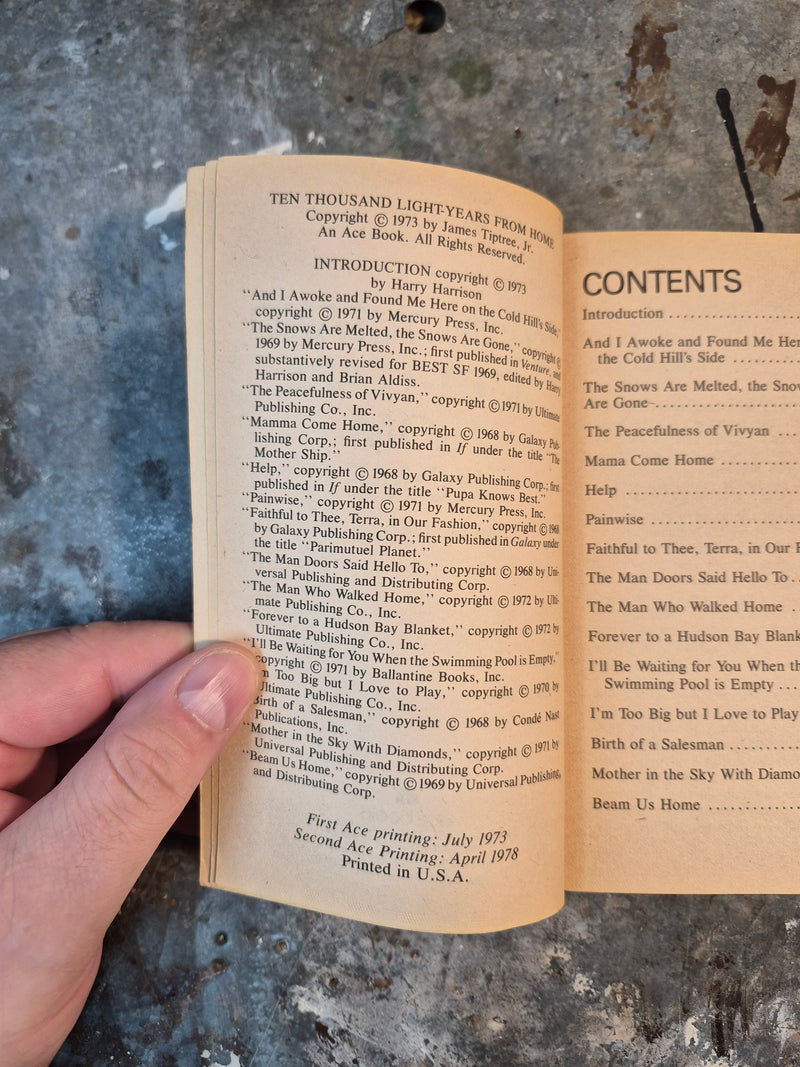 TEN THOUSAND LIGHT-YEARS FROM HOME
Copyright © 1973 by James Tiptree, Jr.
An Ace Book. All Rights Reserved.
INTRODUCTION copyright © 1973
by Harry Harrison
“And I Awoke and Found Me Here on the Cold Hill's Side,”
copyright © 1971 by Mercury Press, Inc.
“The Snows Are Melted, the Snows Are Gone,” copyright ©
1969 by Mercury Press, Inc.; first published in Venture, and
substantively revised for BEST SF 1969, edited by Harry
Harrison and Brian Aldiss.
“The Peacefulness of Vivyan,” copyright © 1971 by Ultimate
Publishing Co., Inc.
“Mamma Come Home,” copyright © 1968 by Galaxy Pub-
lishing Corp,; first published in If under the title “The
Mother Ship.”
“Help,” copyright © 1968 by Galaxy Publishing Corp.; first
published in If under the title “Pupa Knows Best.”
“Painwise,” copyright © 1971 by Mercury Press, Inc.
“Faithful to Thee, Terra, in Our Fashion,” copyright © 1968
by Galaxy Publishing Corp.; first published in Galaxy under
the title “Parimutuel Planet.”
“The Man Doors Said Hello To,” copyright © 1968 by Uni-
versal Publishing and Distributing Corp.
“The Man Who Walked Home,” copyright © 1972 by Ulti-
mate Publishing Co., Inc.
“Forever to a Hudson Bay Blanket,” copyright © 1972 by
Ultimate Publishing Co., Inc.
“I'll Be Waiting for You When the Swimming Pool is Empty,”
copyright © 1971 by Ballantine Books, Inc.
m Too Big but I Love to Play,” copyright © 1970 by
Ultimate Publishing Co., Inc.
Birth of a Salesman,” copyright © 1968 by Condé Nast
Publications, Inc.
“Mother in the Sky With Diamonds,” copyright © 1971 by
Universal Publishing and Distributing Corp.
“Beam Us Home,” copyright © 1969 by Universal Publishing,
and Distributing Corp.
First Ace printing: July 1973
Second Ace Printing: April 1978
Printed in U.S.A.
CONTENTS
Introduction
And I Awoke and Found Me Her
the Cold Hill's Side
The Snows Are Melted, the Snow
Are Gone
The Peacefulness of Vivyan
Mama Come Home
Help
Painwise
Faithful to Thee, Terra, in Our F
The Man Doors Said Hello To
The Man Who Walked Home
Forever to a Hudson Bay Blank
I'll Be Waiting for You When th
Swimming Pool is Empty
I'm Too Big but I Love to Play
Birth of a Salesman
Mother in the Sky With Diamo
Beam Us Home